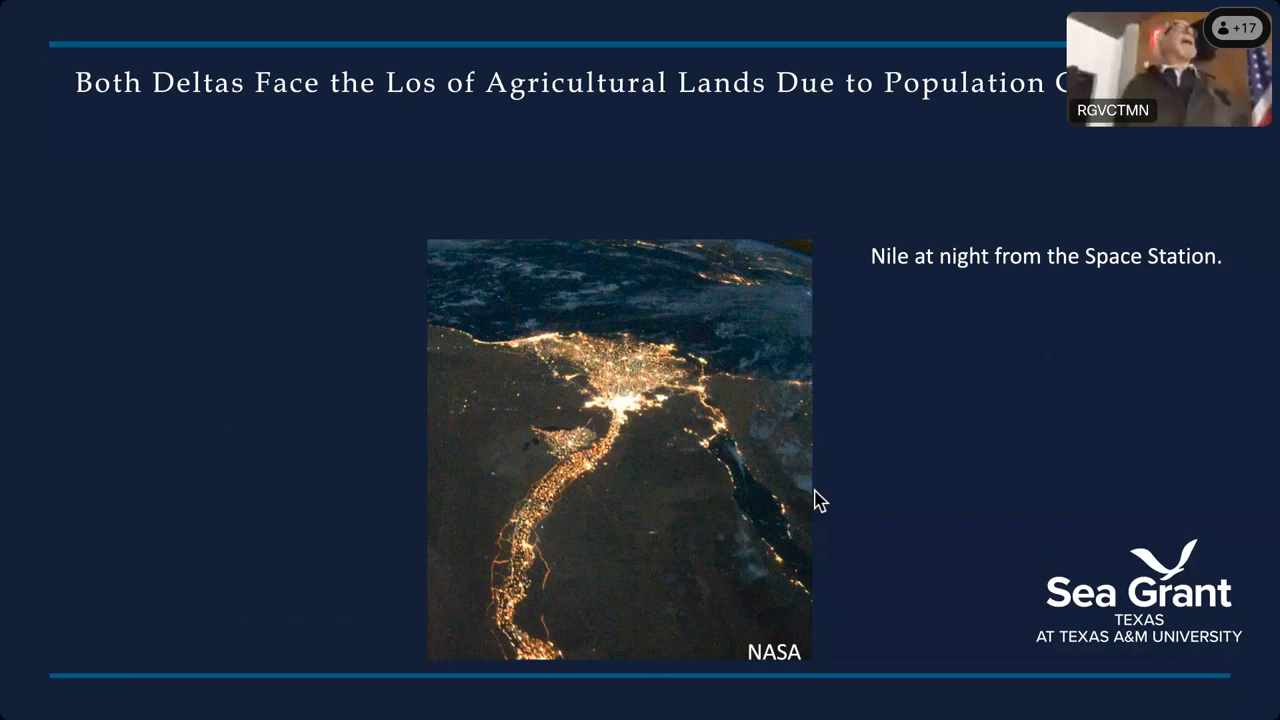 Both Deltas Face the Los of Agricultural Lands Due to Population
+17
RGVCTMN
Nile at night from the Space Station.
NASA
Sea Grant
TEXAS
AT TEXAS A&M UNIVERSITY